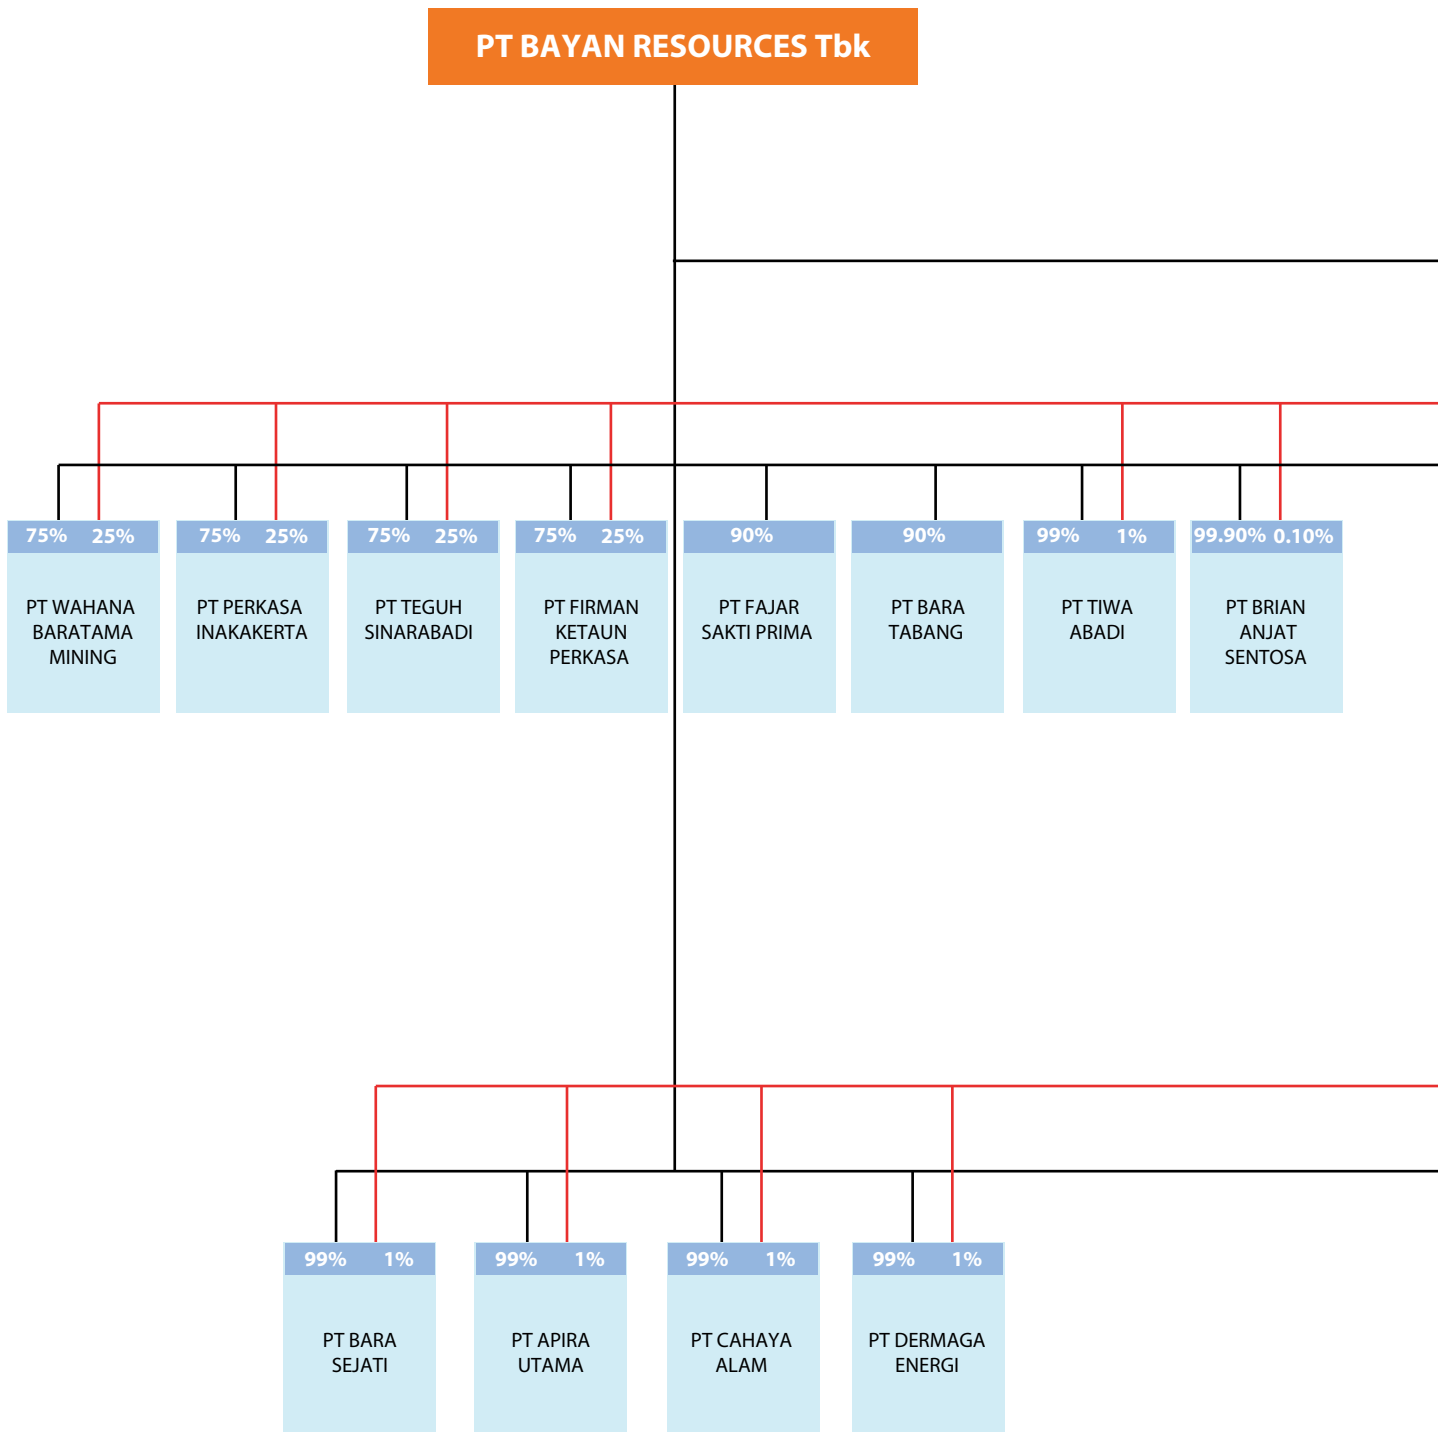 PT BAYAN RESOURCES Tbk
75% 25%
75% 25%
75% 25%
75% 25%
90%
90%
99% 1%
99.90% 0.10%
PT WAHANA
BARATAMA
MINING
PT PERKASA
INAKAKERTA
PT TEGUH
SINARABADI
PT FIRMAN
KETAUN
PERKASA
PT FAJAR
SAKTI PRIMA
PT BARA
TABANG
PT TIWA
ABADI
PT BRIAN
ANJAT
SENTOSA
99% 1%
99% 1%
99% 1%
99% 1%
PT BARA
SEJATI
PT APIRA
UTAMA
PT CAHAYA
ALAM
PT DERMAGA
ENERGI